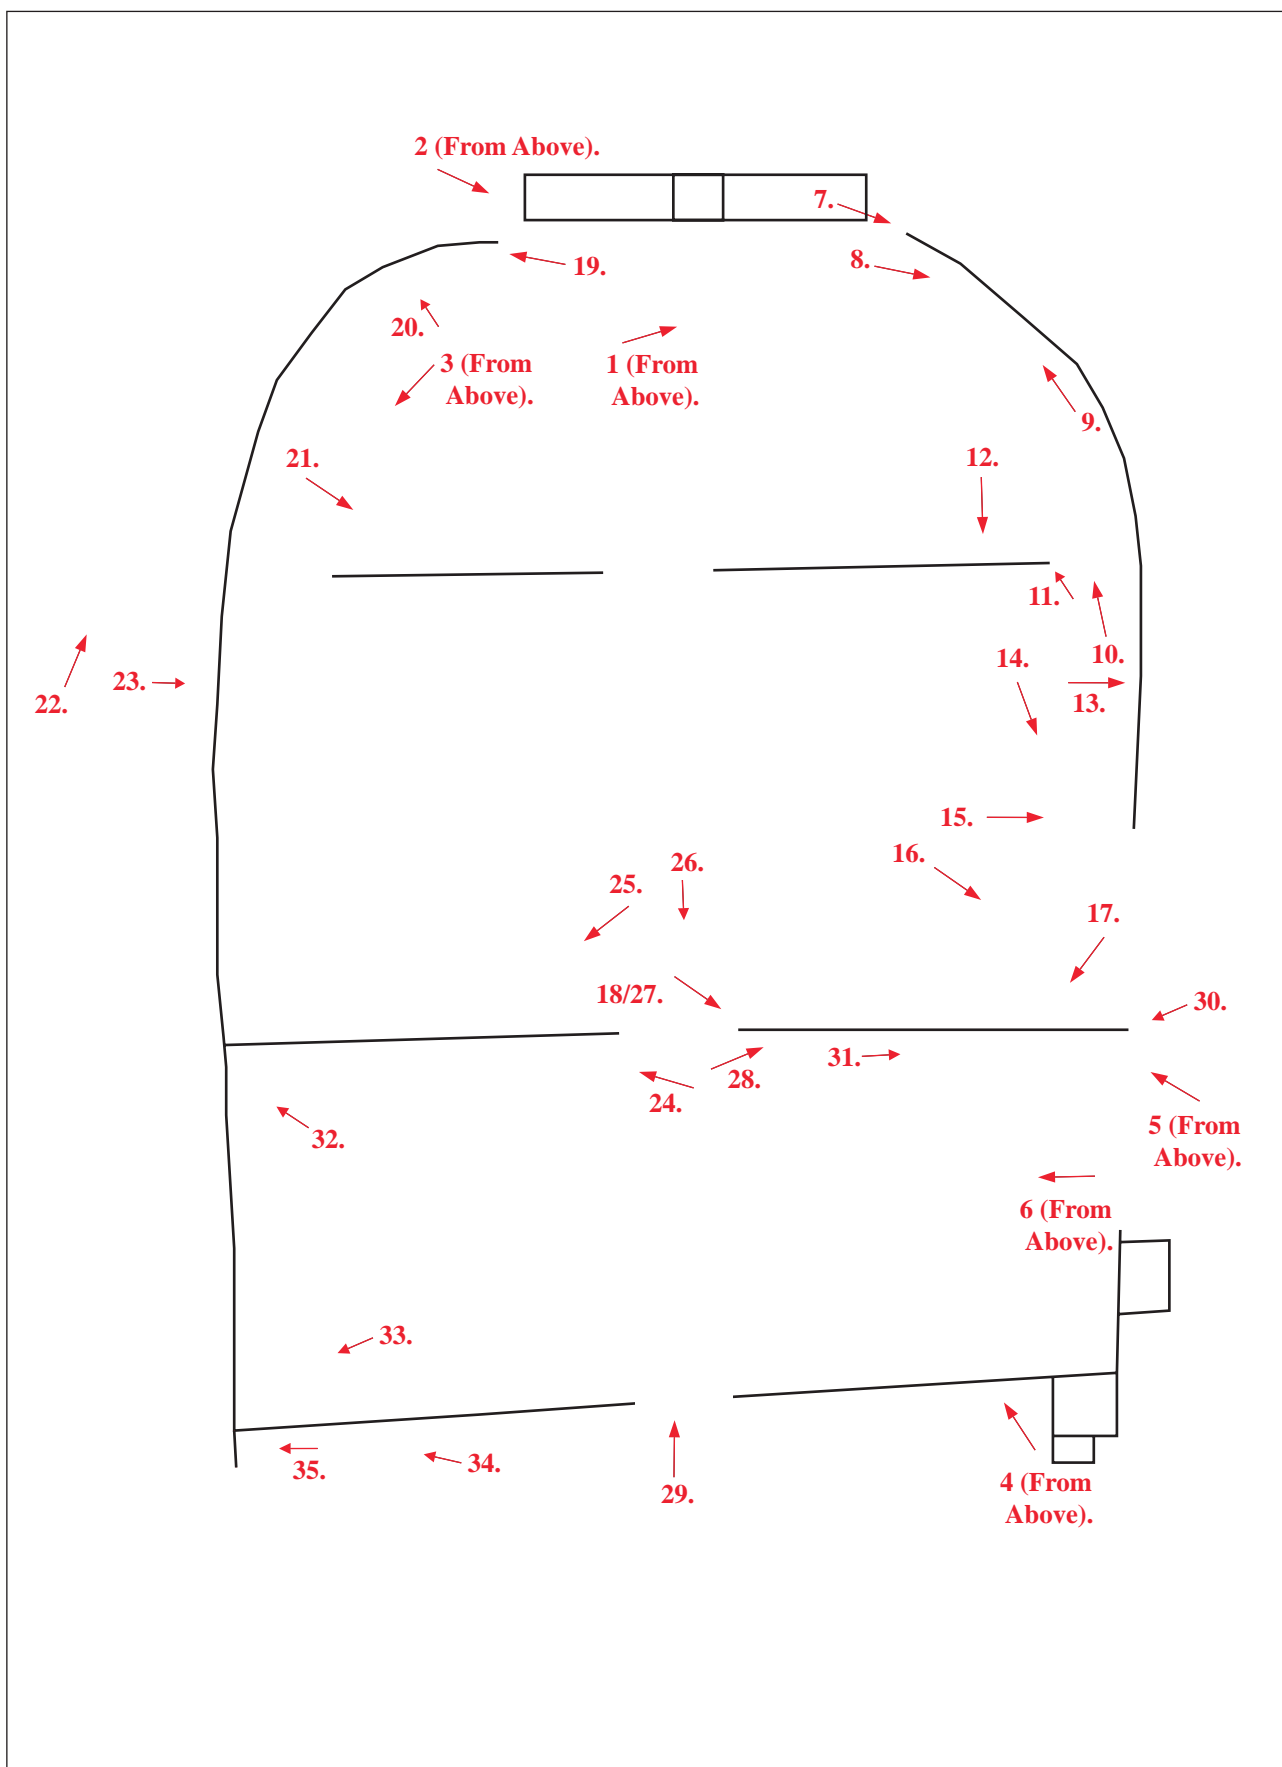 2 (From Above).
7.
8.
19.
20.
3 (From
Above).
1 (From
Above).
9.
21.
12.
11.
10.
14.
22.
23.
13.
15.
16.
26.
25.
17.
18/27.
30.
31.
28.
24.
32.
5 (From
Above).
6 (From
Above).
33.
35.
34.
29.
4 (From
Above).